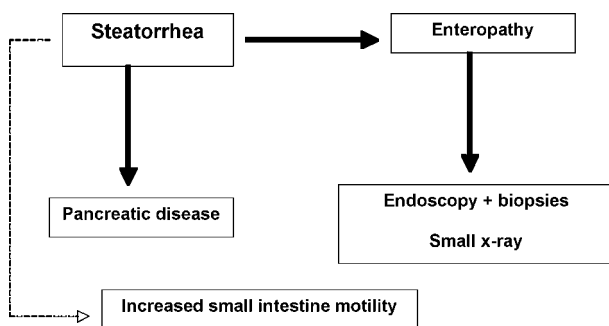 Steatorrhea
Enteropathy
Pancreatic disease
Endoscopy + biopsies
Small x-ray
Increased small intestine motility